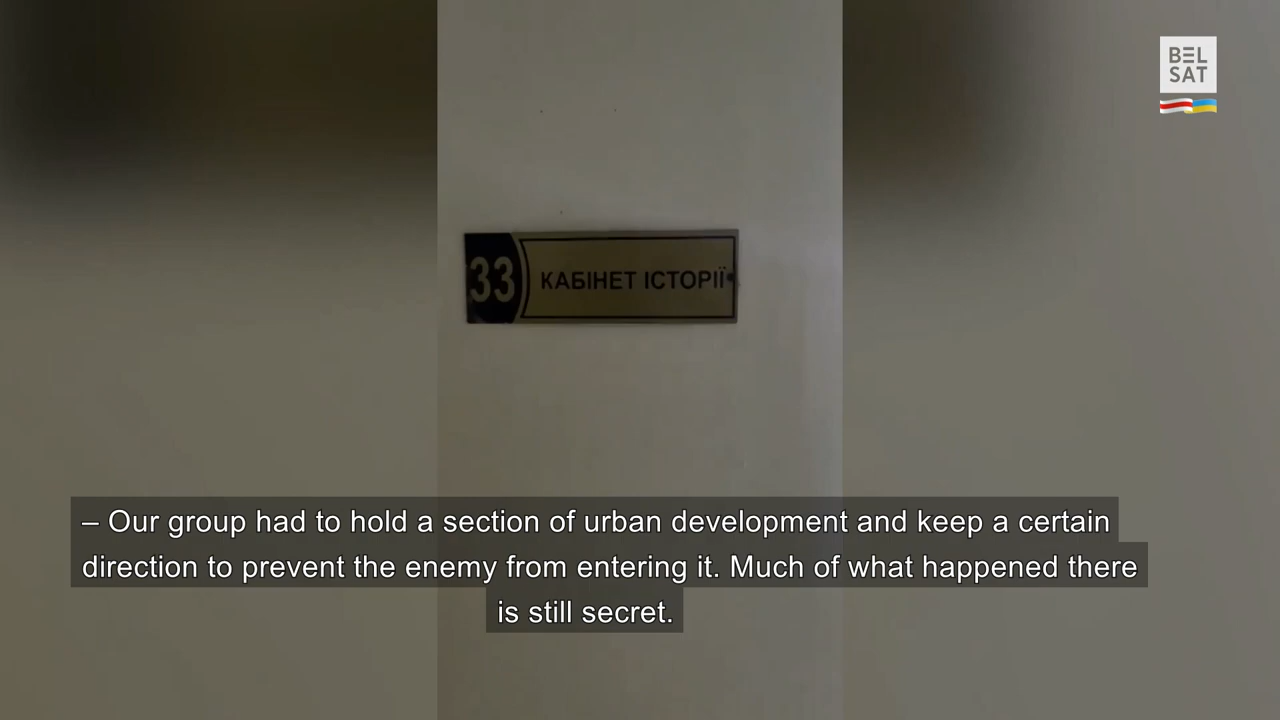 BEL
SAT
33 КАБІНЕТ ІСТОРІЇ
– Our group had to hold a section of urban development and keep a certain
direction to prevent the enemy from entering it. Much of what happened there
is still secret.